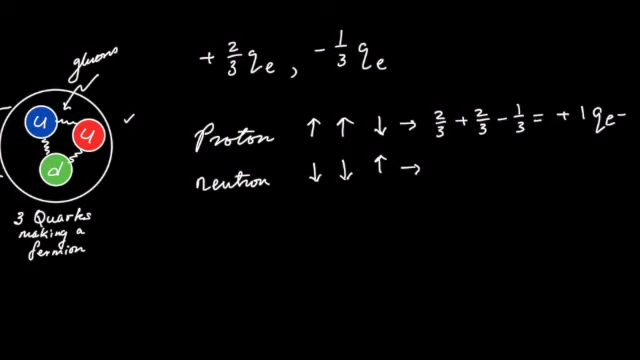 gluons
+ 2/3 qe, - 1/3 qe
u
u
d
Proton ↑ ↑ ↓ → 2/3 + 2/3 - 1/3 = + 1 qe-
neutron ↓ ↓ ↑ →
3 Quarks
making a
fermion